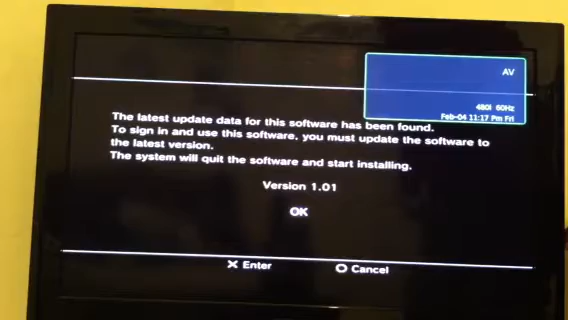 AV
480i 60Hz
Feb-04 11:17 Pm Fri
The latest update data for this software has been found.
To sign in and use this software, you must update the software to
the latest version.
The system will quit the software and start installing.
Version 1.01
OK
X Enter
O Cancel